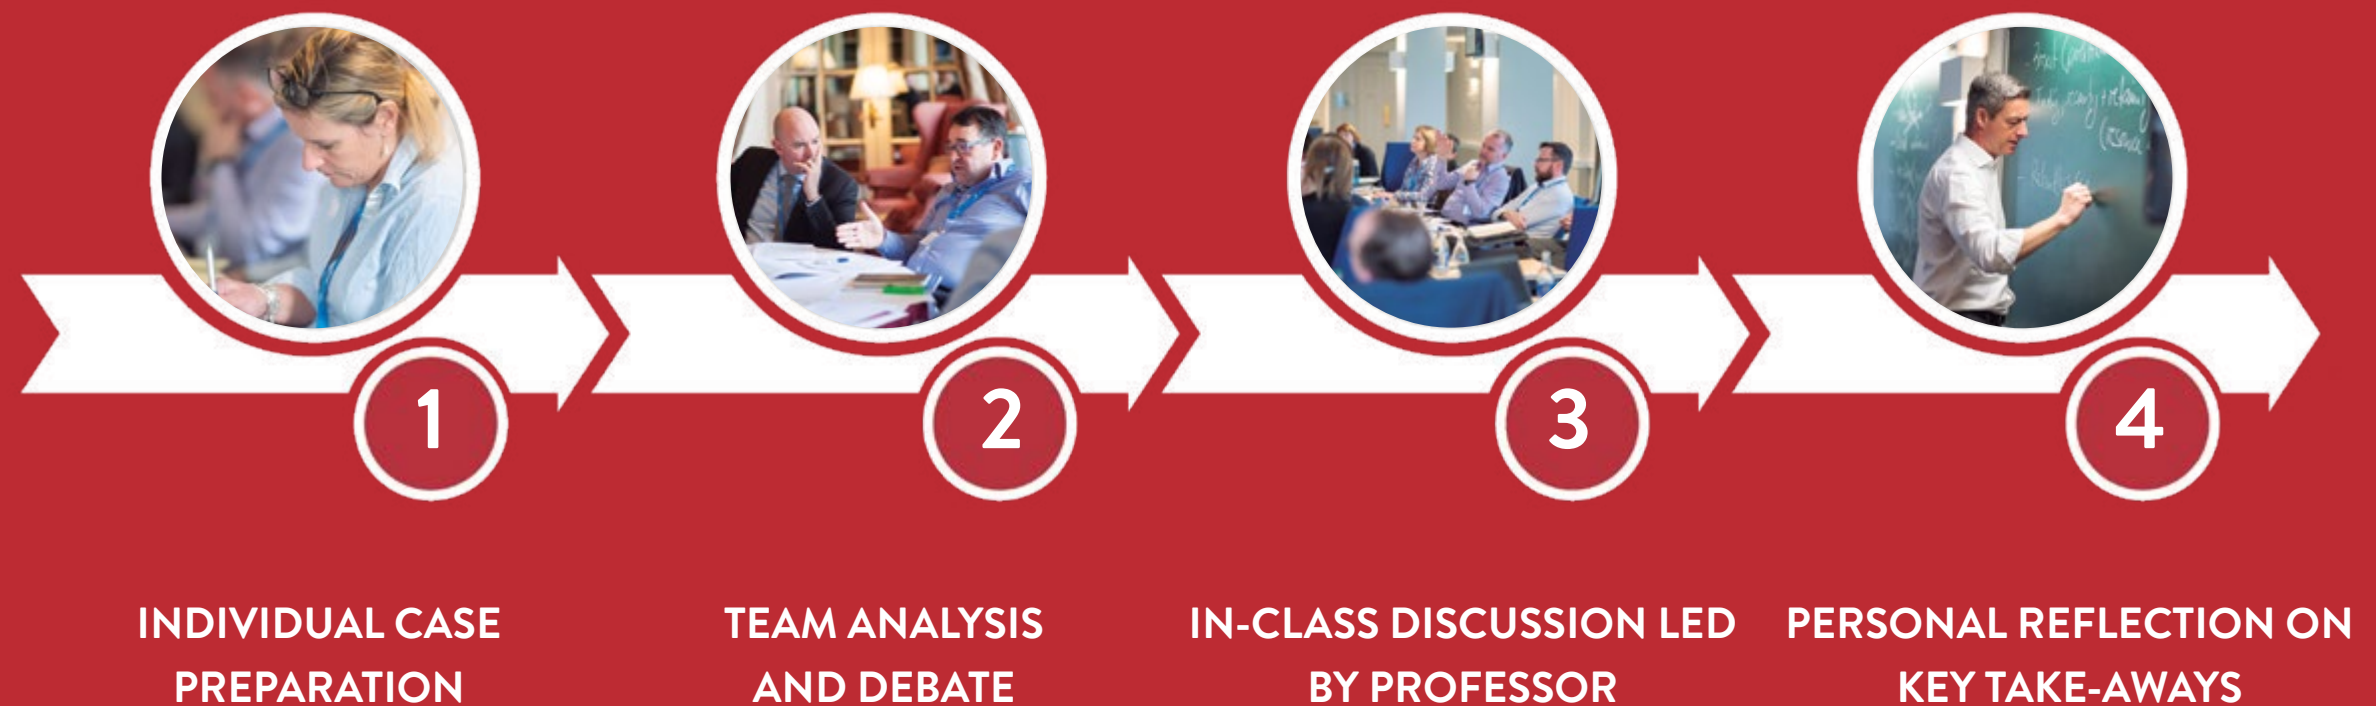 1
2
3
4
INDIVIDUAL CASE
PREPARATION
TEAM ANALYSIS
AND DEBATE
IN-CLASS DISCUSSION LED
BY PROFESSOR
PERSONAL REFLECTION ON
KEY TAKE-AWAYS